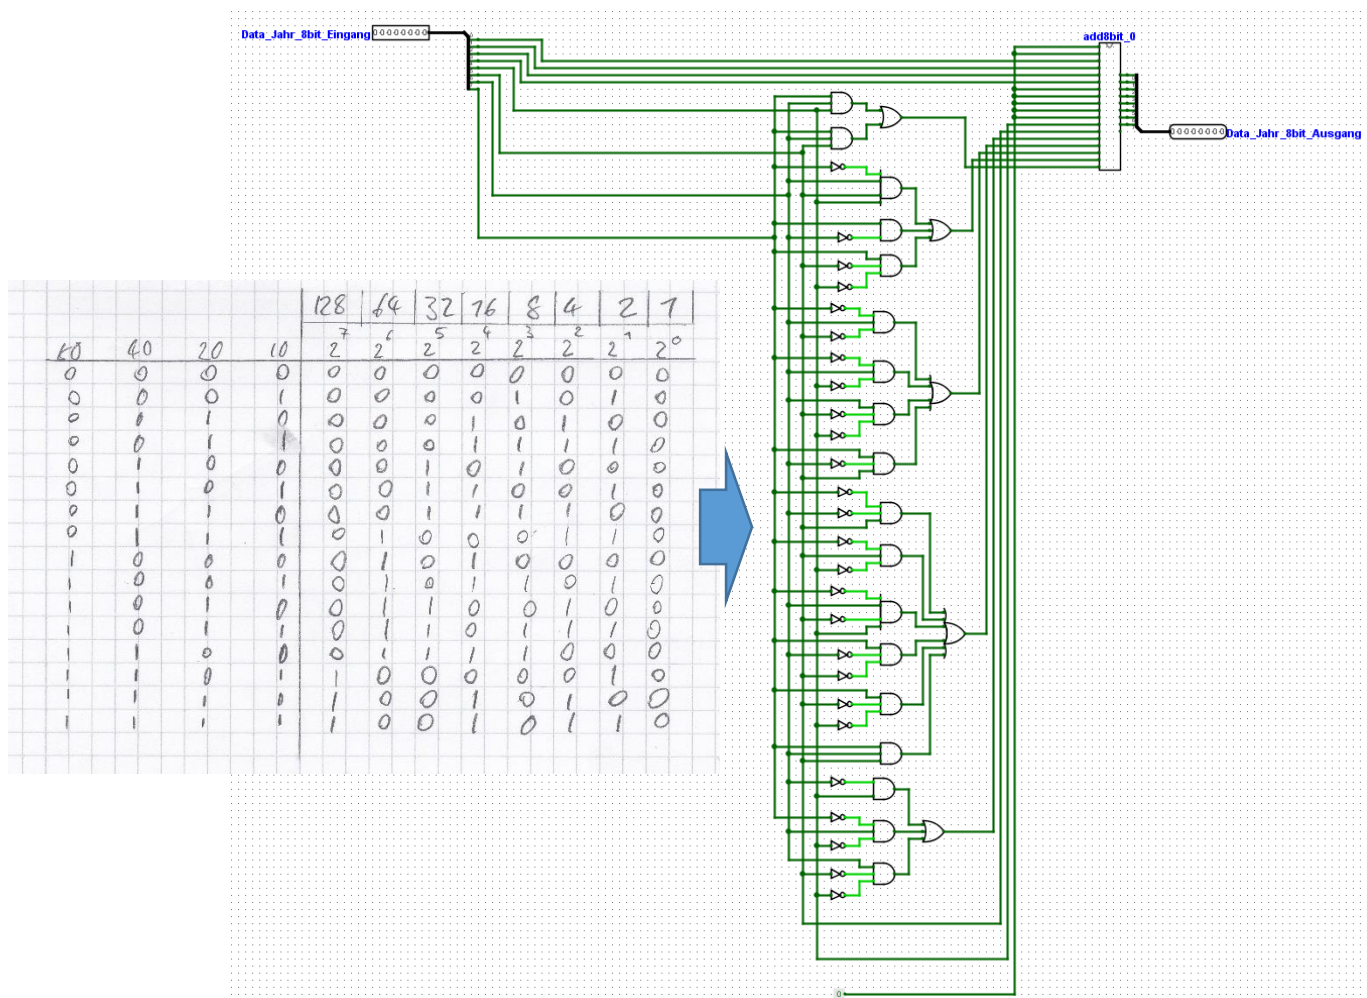 Data_Jahr_8bit_Eingang 00000000
add8bit_0
00000000 Data_Jahr_8bit_Ausgang
128 64 32 16 8 4 2 1
80 40 20 10 2⁷ 2⁶ 2⁵ 2⁴ 2³ 2² 2¹ 2⁰
0 0 0 0 0 0 0 0 0 0 0 0
0 0 0 1 0 0 0 0 1 0 1 0
0 0 1 0 0 0 0 1 0 1 0 0
0 0 1 1 0 0 0 1 1 1 1 0
0 1 0 0 0 0 1 0 1 0 0 0
0 1 0 1 0 0 1 1 0 0 1 0
0 1 1 0 0 0 1 1 1 1 0 0
0 1 1 1 0 1 0 0 0 1 1 0
1 0 0 0 0 1 0 1 0 0 0 0
1 0 0 1 0 1 0 1 1 0 1 0
1 0 1 0 0 1 1 0 0 1 0 0
1 0 1 1 0 1 1 0 1 1 1 0
1 1 0 0 0 1 1 1 1 0 0 0
1 1 0 1 1 0 0 0 0 0 1 0
1 1 1 0 1 0 0 1 0 1 0 0
1 1 1 1 1 0 0 1 0 1 1 0
0